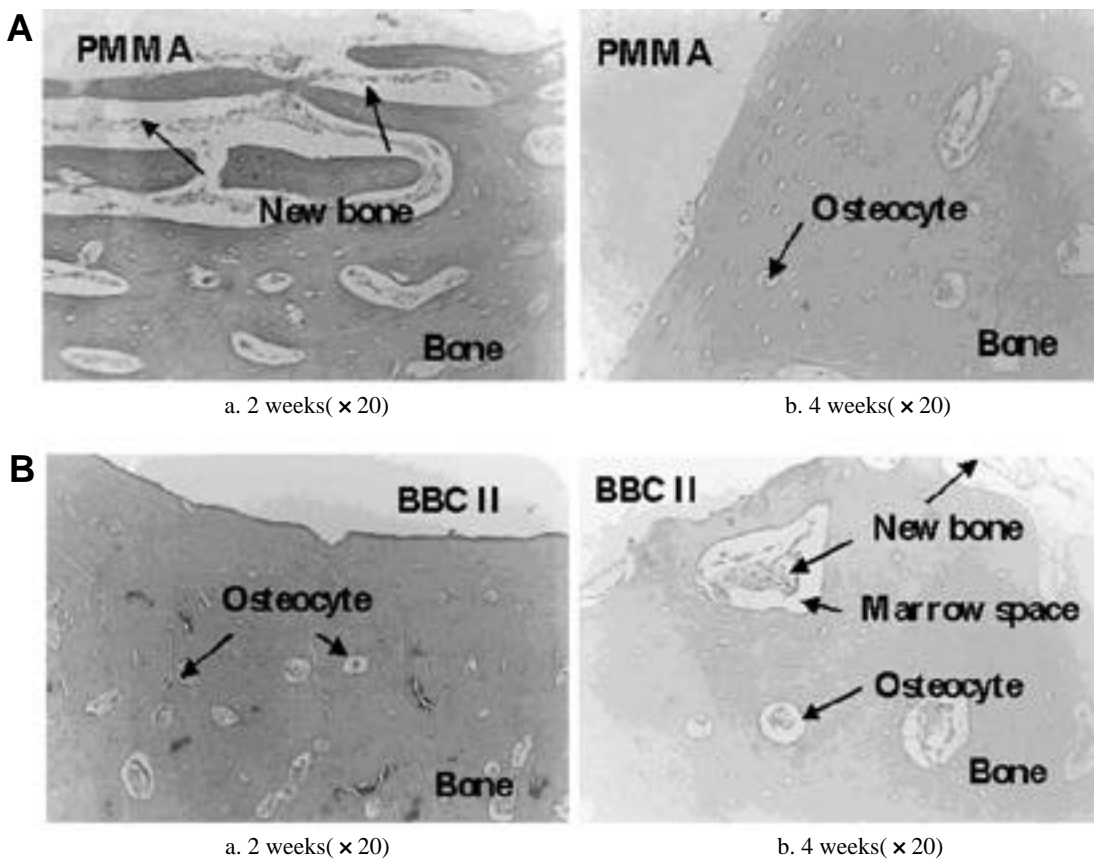 A
PMMA
New bone
Bone
a. 2 weeks( × 20)
PMMA
Osteocyte
Bone
b. 4 weeks( × 20)
B
BBC II
Osteocyte
Bone
a. 2 weeks( × 20)
BBC II
New bone
Marrow space
Osteocyte
Bone
b. 4 weeks( × 20)